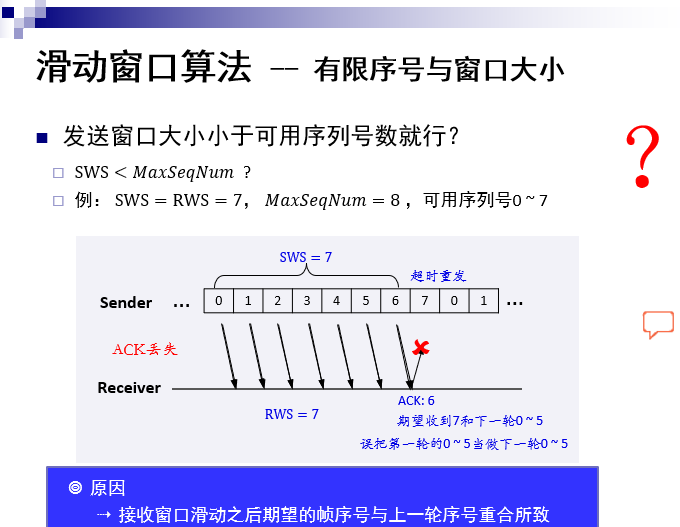 滑动窗口算法 -- 有限序号与窗口大小
发送窗口大小小于可用序列号数就行？
SWS < MaxSeqNum ?
例： SWS = RWS = 7， MaxSeqNum = 8 ，可用序列号0 ~ 7
?
SWS = 7
超时重发
Sender ... 0 1 2 3 4 5 6 7 0 1 ...
ACK丢失
Receiver
ACK: 6
RWS = 7
期望收到7和下一轮0 ~ 5
误把第一轮的0 ~ 5当做下一轮0 ~ 5
原因
→ 接收窗口滑动之后期望的帧序号与上一轮序号重合所致